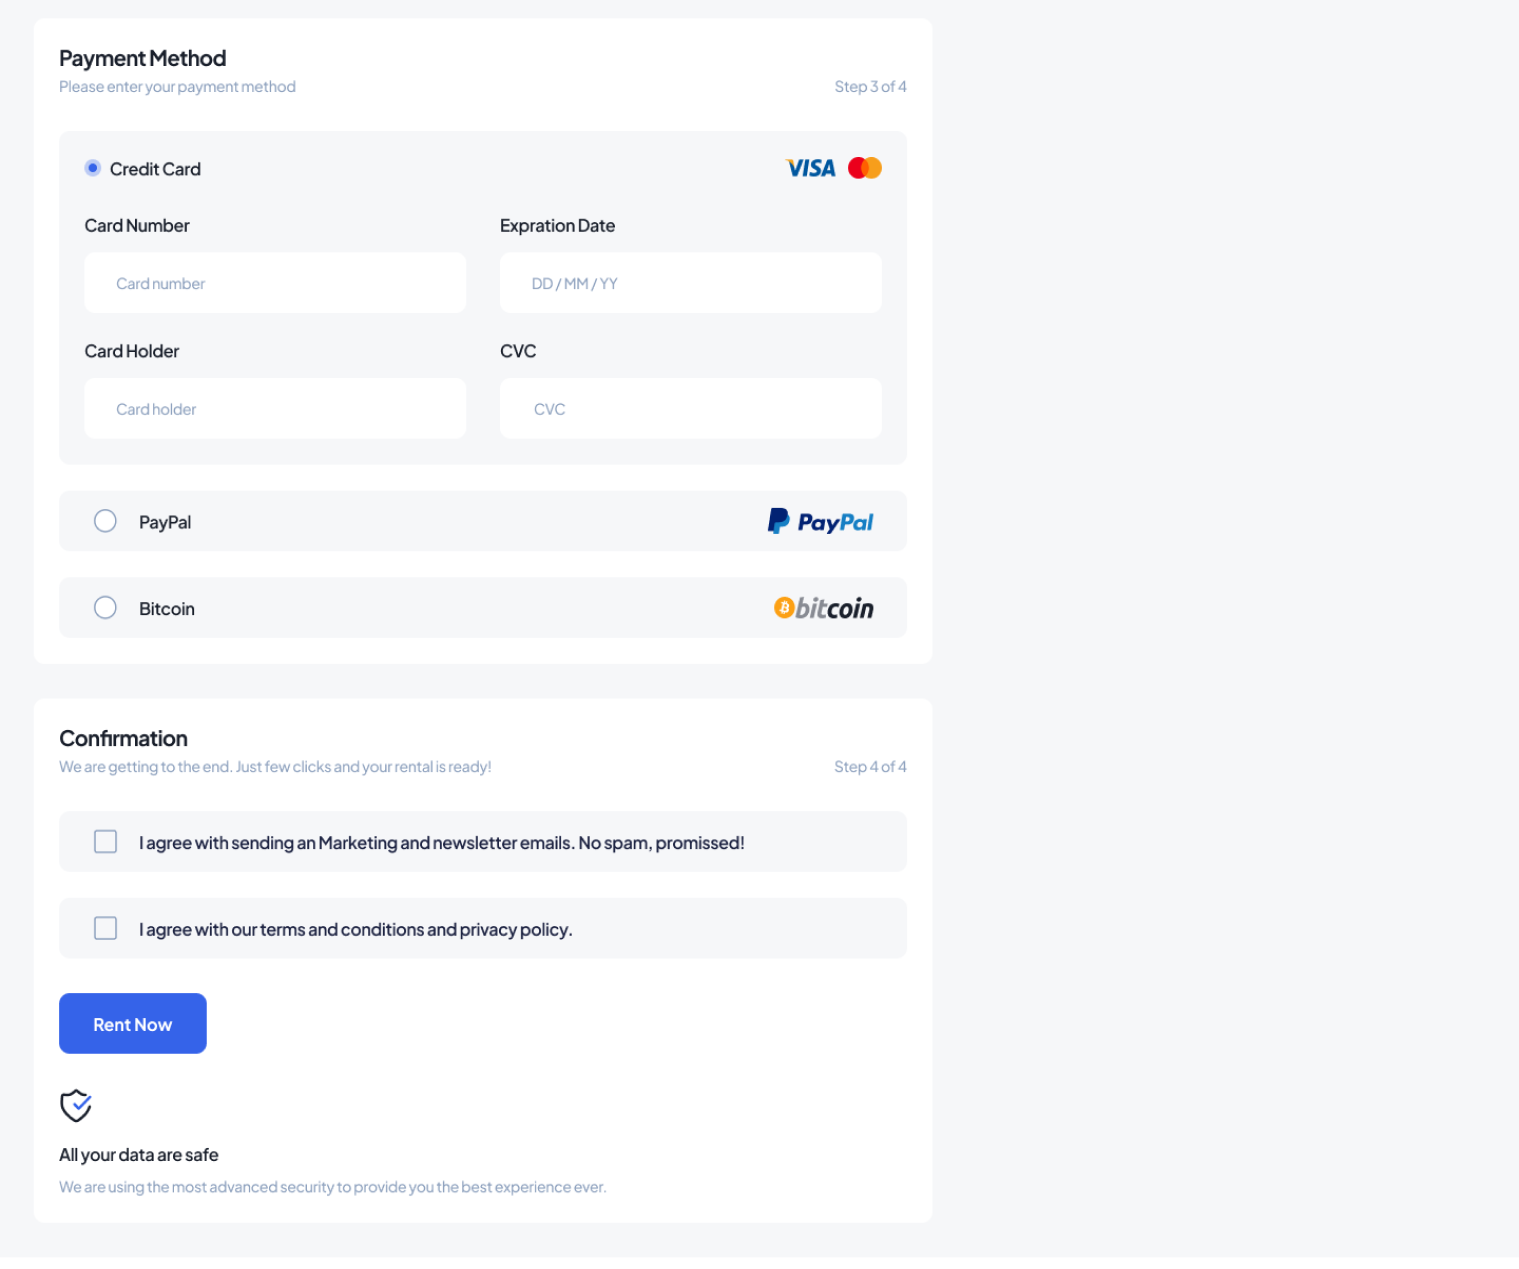 Payment Method
Please enter your payment method
Step 3 of 4
Credit Card
VISA
Card Number
Expration Date
Card number
DD / MM / YY
Card Holder
CVC
Card holder
CVC
PayPal
PayPal
Bitcoin
bitcoin
Confirmation
We are getting to the end. Just few clicks and your rental is ready!
Step 4 of 4
I agree with sending an Marketing and newsletter emails. No spam, promissed!
I agree with our terms and conditions and privacy policy.
Rent Now
All your data are safe
We are using the most advanced security to provide you the best experience ever.